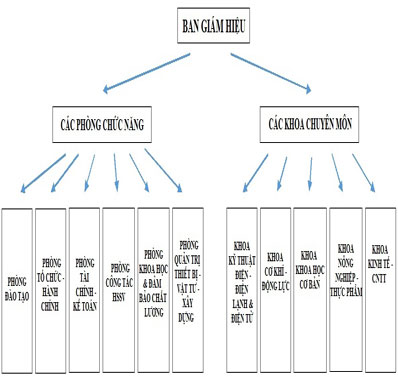 BAN GIÁM HIỆU
CÁC PHÒNG CHỨC NĂNG
CÁC KHOA CHUYÊN MÔN
PHÒNG
ĐÀO TẠO
PHÒNG
TỔ CHỨC -
HÀNH
CHÍNH
PHÒNG
TÀI
CHÍNH -
KẾ TOÁN
PHÒNG
CÔNG TÁC
HSSV
PHÒNG
KHOA HỌC
& ĐẢM
BẢO CHẤT
LƯỢNG
PHÒNG
QUẢN TRỊ
THIẾT BỊ -
VẬT TƯ -
XÂY
DỰNG
KHOA
KỸ THUẬT
ĐIỆN -
ĐIỆN
LẠNH &
ĐIỆN TỬ
KHOA
CƠ KHÍ -
ĐỘNG LỰC
KHOA
KHOA HỌC
CƠ BẢN
KHOA
NÔNG
NGHIỆP -
THỰC PHẨM
KHOA
KINH TẾ -
CNTT